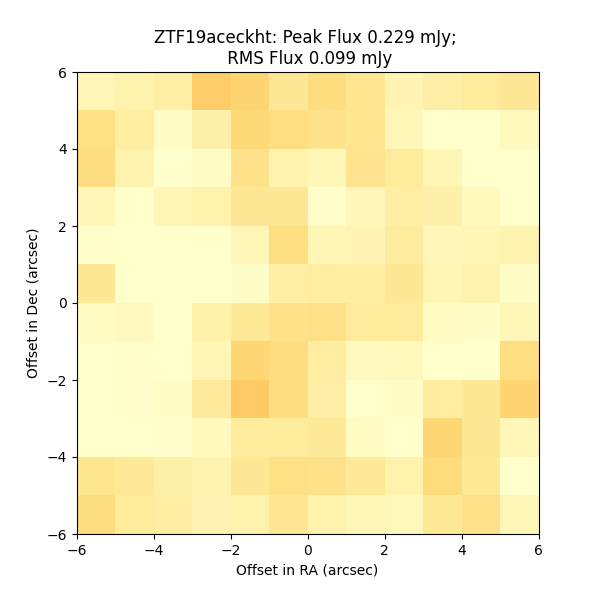 ZTF19aceckht: Peak Flux 0.229 mJy;
RMS Flux 0.099 mJy
6
4
2
0
−2
−4
−6
Offset in Dec (arcsec)
−6 −4 −2 0 2 4 6
Offset in RA (arcsec)